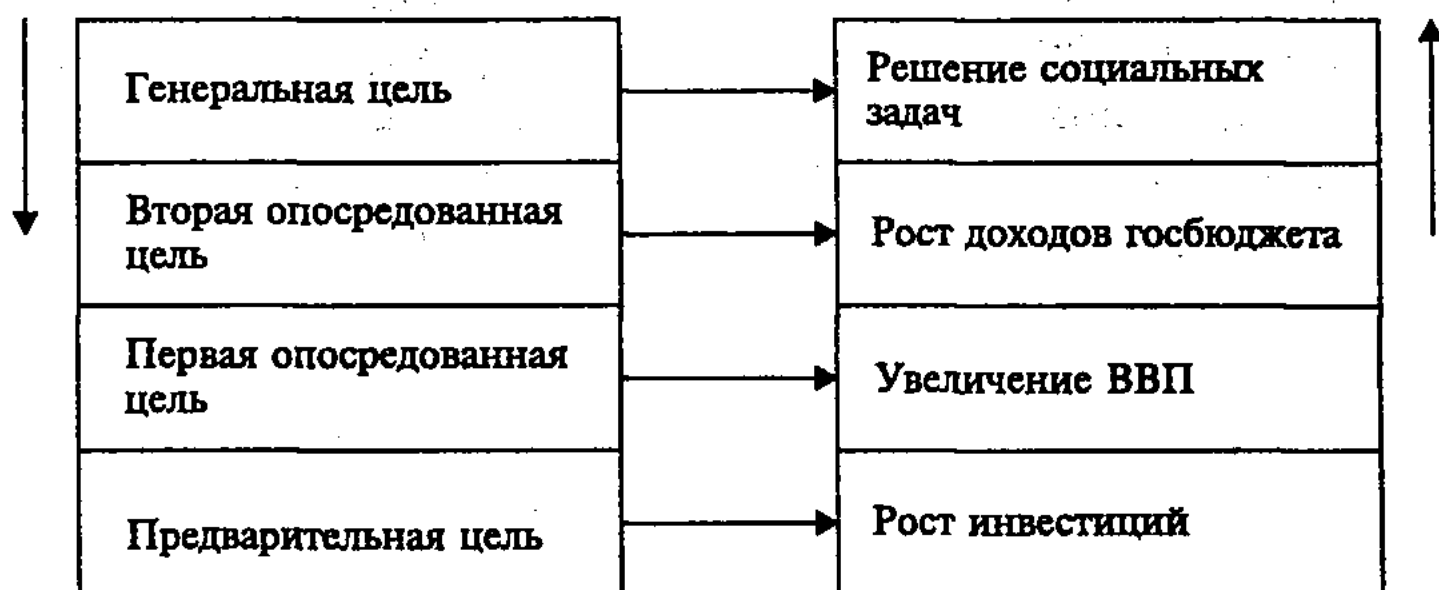 Генеральная цель
Решение социальных
задач
Вторая опосредованная
цель
Рост доходов госбюджета
Первая опосредованная
цель
Увеличение ВВП
Предварительная цель
Рост инвестиций